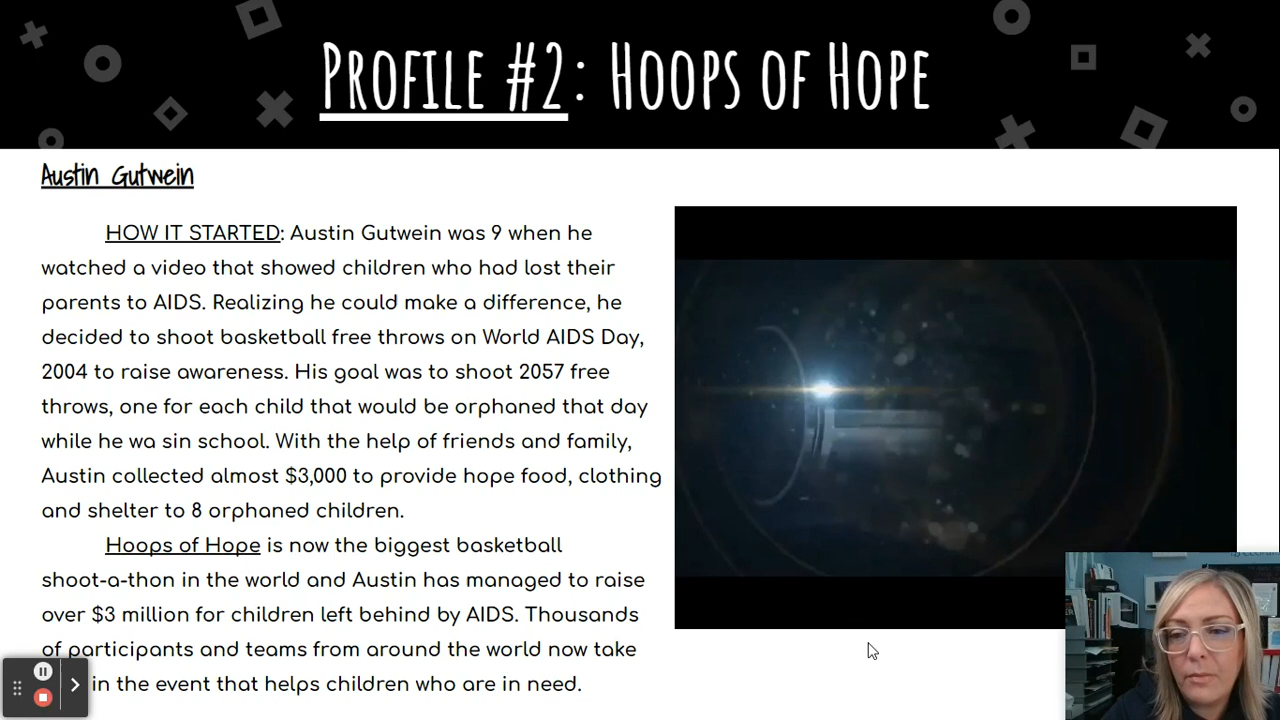 Profile #2: Hoops of Hope
Austin Gutwein
HOW IT STARTED: Austin Gutwein was 9 when he
watched a video that showed children who had lost their
parents to AIDS. Realizing he could make a difference, he
decided to shoot basketball free throws on World AIDS Day,
2004 to raise awareness. His goal was to shoot 2057 free
throws, one for each child that would be orphaned that day
while he wa sin school. With the help of friends and family,
Austin collected almost $3,000 to provide hope food, clothing
and shelter to 8 orphaned children.
Hoops of Hope is now the biggest basketball
shoot-a-thon in the world and Austin has managed to raise
over $3 million for children left behind by AIDS. Thousands
of participants and teams from around the world now take
in the event that helps children who are in need.